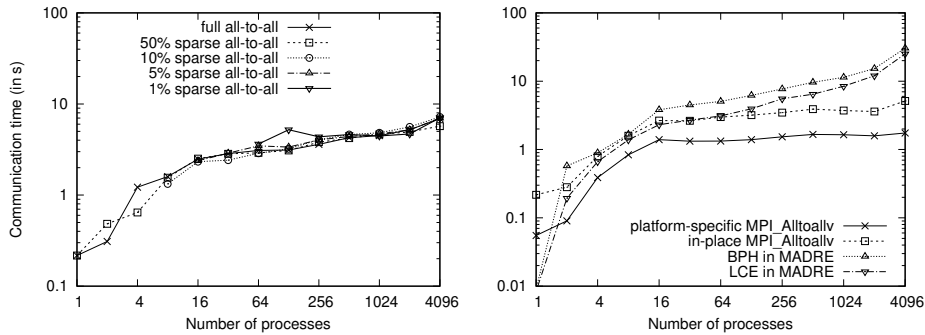 100
10
1
0.1
Communication time (in s)
1
4
16
64
256
1024
4096
Number of processes
full all-to-all
50% sparse all-to-all
10% sparse all-to-all
5% sparse all-to-all
1% sparse all-to-all
100
10
1
0.1
0.01
1
4
16
64
256
1024
4096
Number of processes
platform-specific MPI_Alltoallv
in-place MPI_Alltoallv
BPH in MADRE
LCE in MADRE